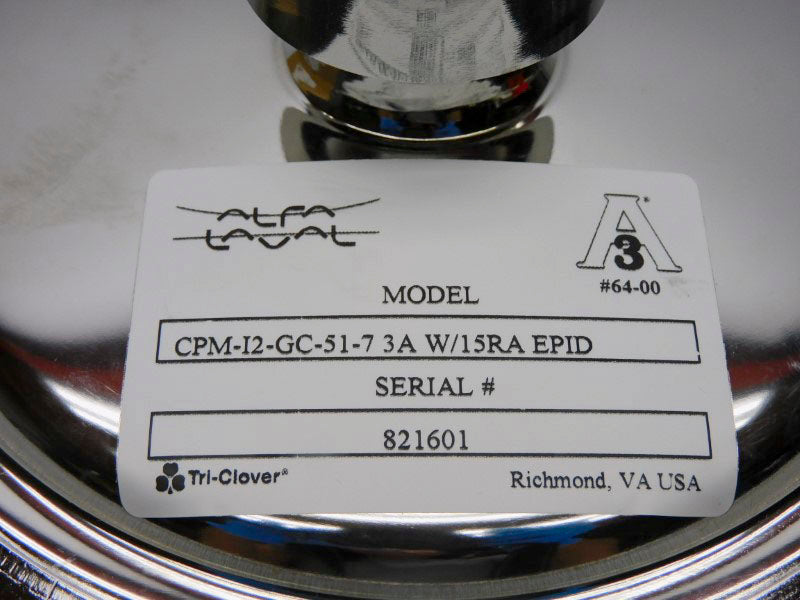 ALFA
LAVAL
A®
3
#64-00
MODEL
CPM-I2-GC-51-7 3A W/15RA EPID
SERIAL #
821601
Tri-Clover®
Richmond, VA USA